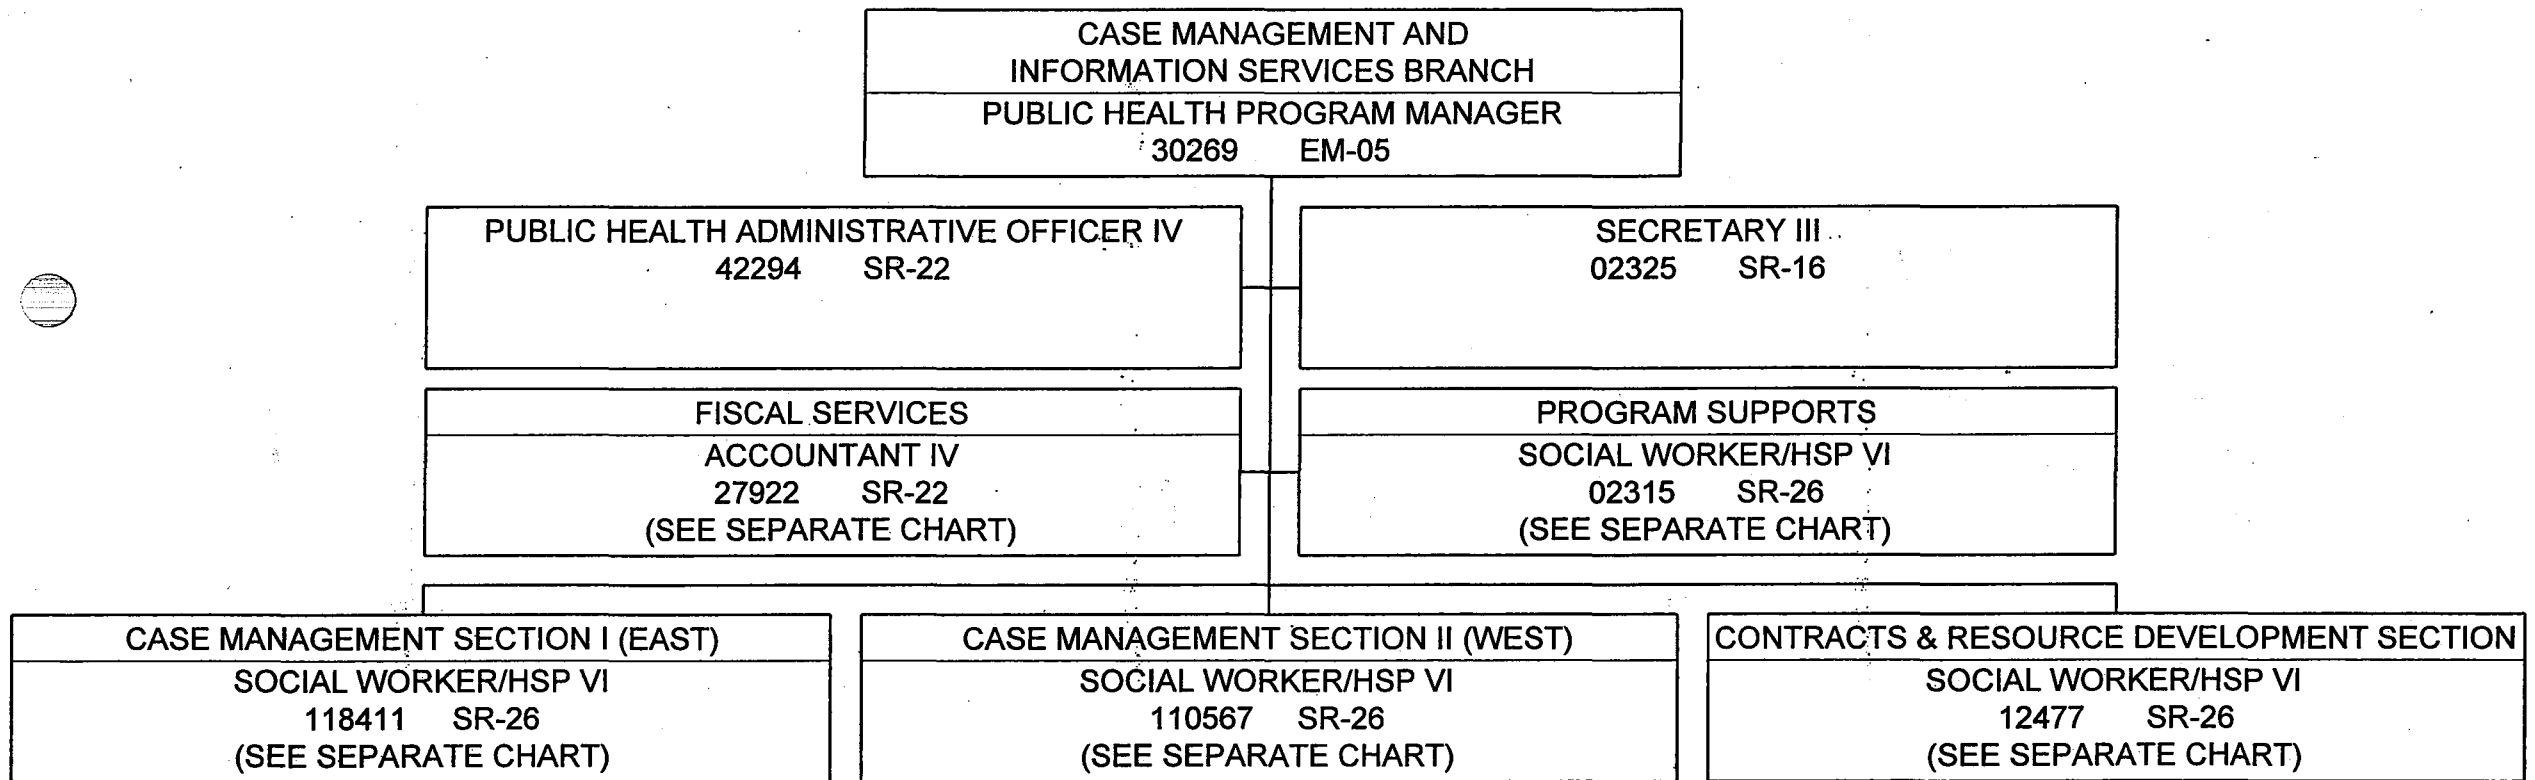 CASE MANAGEMENT AND
INFORMATION SERVICES BRANCH
PUBLIC HEALTH PROGRAM MANAGER
30269 EM-05
PUBLIC HEALTH ADMINISTRATIVE OFFICER IV
42294 SR-22
SECRETARY III
02325 SR-16
FISCAL SERVICES
ACCOUNTANT IV
27922 SR-22
(SEE SEPARATE CHART)
PROGRAM SUPPORTS
SOCIAL WORKER/HSP VI
02315 SR-26
(SEE SEPARATE CHART)
CASE MANAGEMENT SECTION I (EAST)
SOCIAL WORKER/HSP VI
118411 SR-26
(SEE SEPARATE CHART)
CASE MANAGEMENT SECTION II (WEST)
SOCIAL WORKER/HSP VI
110567 SR-26
(SEE SEPARATE CHART)
CONTRACTS & RESOURCE DEVELOPMENT SECTION
SOCIAL WORKER/HSP VI
12477 SR-26
(SEE SEPARATE CHART)